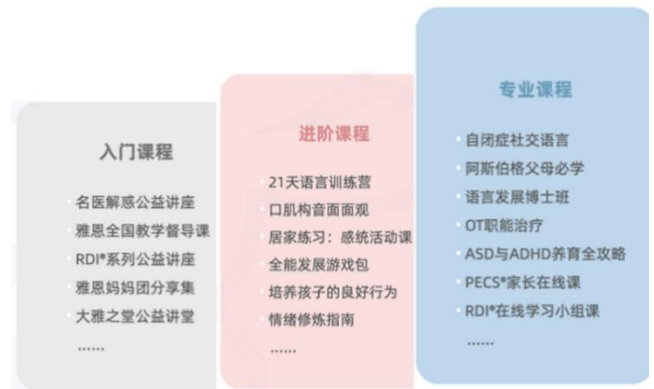 入门课程
名医解惑公益讲座
雅恩全国教学督导课
RDI®系列公益讲座
雅恩妈妈团分享集
大雅之堂公益讲堂
......
进阶课程
21天语言训练营
口肌构音面面观
居家练习：感统活动课
全能发展游戏包
培养孩子的良好行为
情绪修炼指南
......
专业课程
自闭症社交语言
阿斯伯格父母必学
语言发展博士班
OT职能治疗
ASD与ADHD养育全攻略
PECS®家长在线课
RDI®在线学习小组课
......